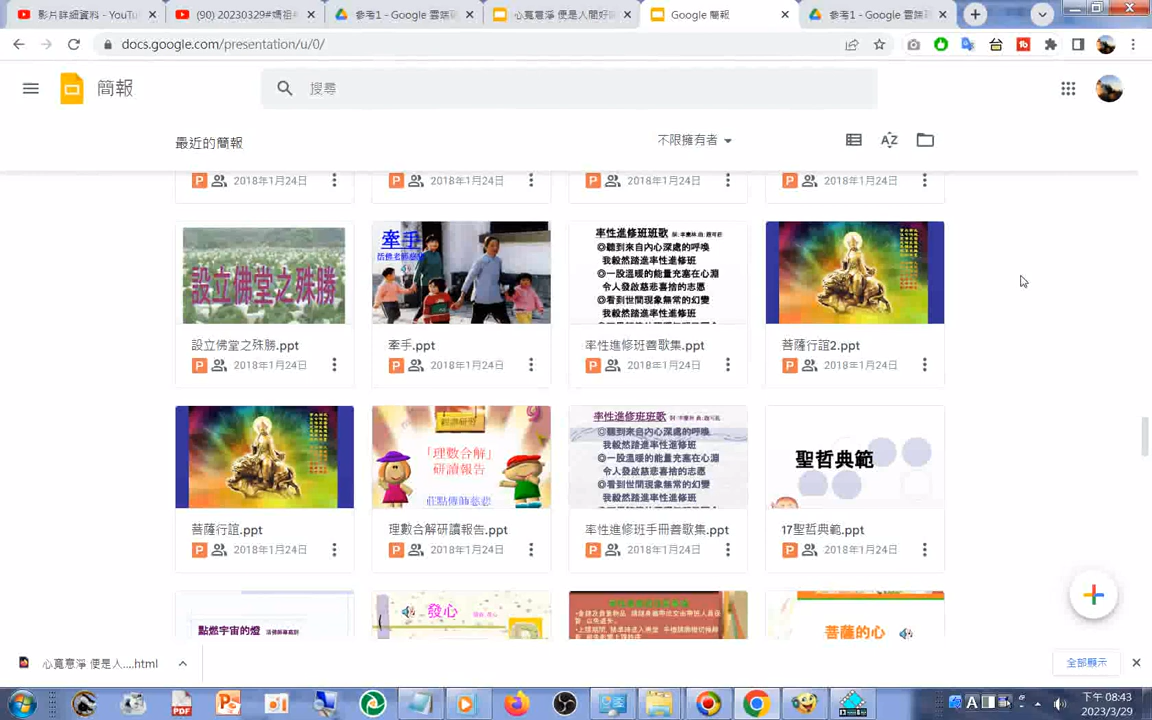 影片詳細資料 - YouTu
(90) 20230329#媽祖
參考1 - Google 雲端
心寬意淨 便是人間好
Google 簡報
參考1 - Google 雲端
docs.google.com/presentation/u/0/
簡報
搜尋
最近的簡報
不限擁有者
AZ
2018年1月24日
2018年1月24日
2018年1月24日
2018年1月24日
設立佛堂之殊勝
牽手
率性進修班班歌
◎聽到來自內心深處的呼喚
我毅然踏進率性進修班
◎一股溫暖的能量充塞在心淵
令人發啟慈悲喜捨的志愿
◎看到世間現象無常的幻變
我毅然踏進率性進修班
設立佛堂之殊勝.ppt
牽手.ppt
率性進修班善歌集.ppt
菩薩行誼2.ppt
2018年1月24日
2018年1月24日
2018年1月24日
2018年1月24日
「理數合解」
研讀報告
率性進修班班歌
◎聽到來自內心深處的呼喚
我毅然踏進率性進修班
◎一股溫暖的能量充塞在心淵
令人發啟慈悲喜捨的志愿
◎看到世間現象無常的幻變
我毅然踏進率性進修班
聖哲典範
菩薩行誼.ppt
理數合解研讀報告.ppt
率性進修班手冊善歌集.ppt
17聖哲典範.ppt
2018年1月24日
2018年1月24日
2018年1月24日
2018年1月24日
點燃宇宙的燈
發心
菩薩的心
心寬意淨 便是人....html
全部顯示
PDF
下午 08:43
2023/3/29